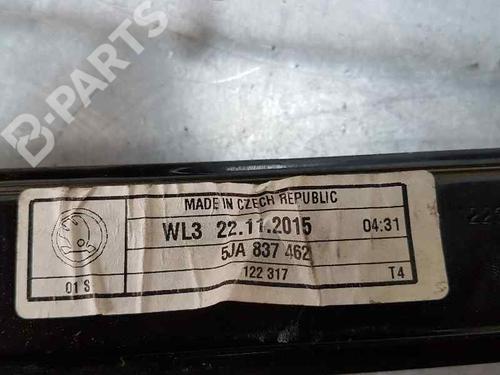 B-PARTS
MADE IN CZECH REPUBLIC
WL3 22.11.2015 04:31
5JA 837 462
01 S 122 317 T4